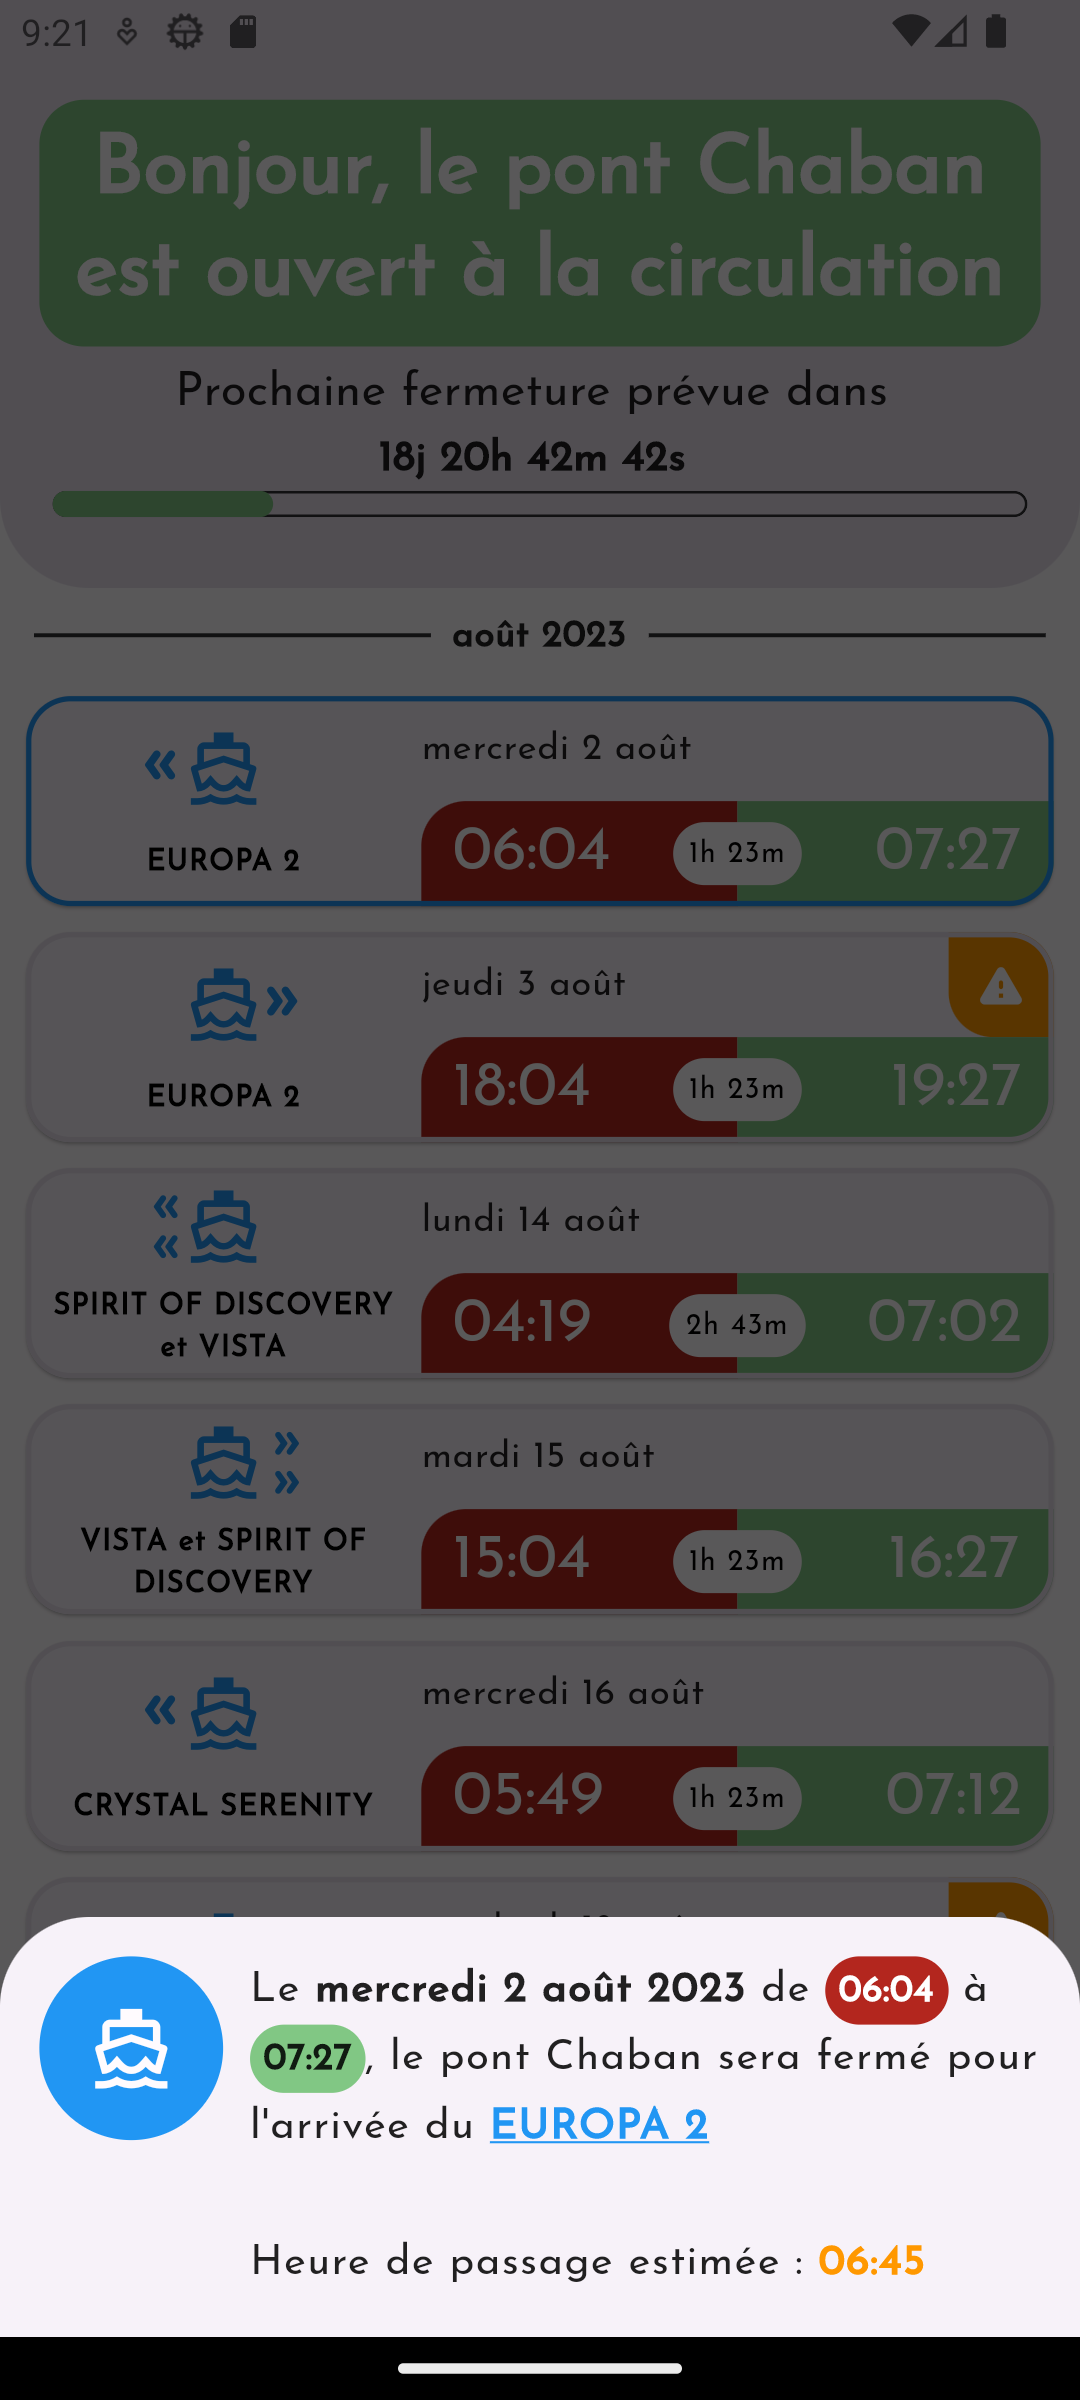 9:21
Bonjour, le pont Chaban
est ouvert à la circulation
Prochaine fermeture prévue dans
18j 20h 42m 42s
août 2023
mercredi 2 août
EUROPA 2
06:04
1h 23m
07:27
jeudi 3 août
EUROPA 2
18:04
1h 23m
19:27
lundi 14 août
SPIRIT OF DISCOVERY
et VISTA
04:19
2h 43m
07:02
mardi 15 août
VISTA et SPIRIT OF
DISCOVERY
15:04
1h 23m
16:27
mercredi 16 août
CRYSTAL SERENITY
05:49
1h 23m
07:12
Le mercredi 2 août 2023 de 06:04 à
07:27, le pont Chaban sera fermé pour
l'arrivée du EUROPA 2
Heure de passage estimée : 06:45